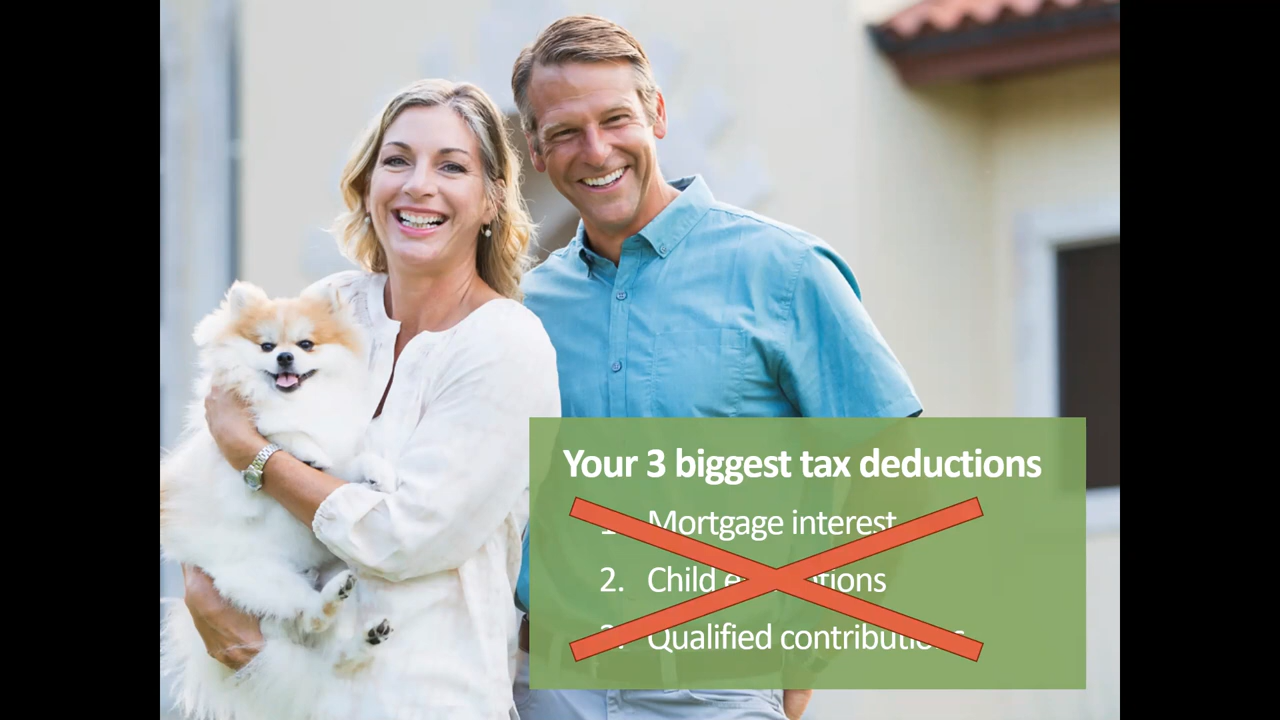 Your 3 biggest tax deductions
Mortgage interest
2. Child
Qualified